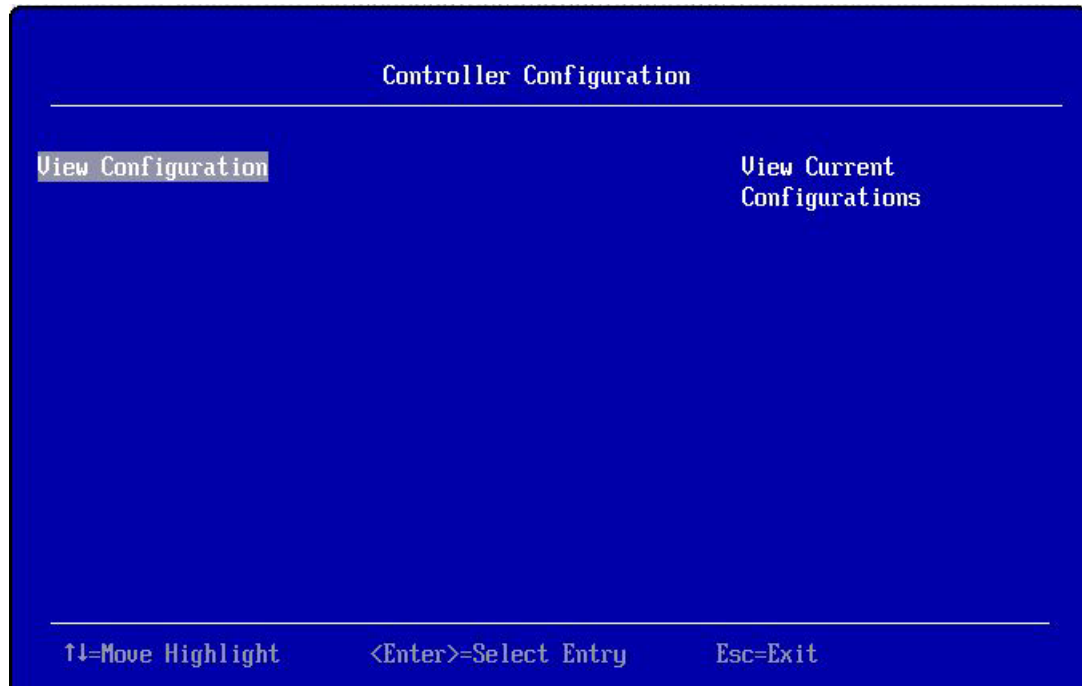 Controller Configuration
View Configuration
View Current
Configurations
↑↓=Move Highlight <Enter>=Select Entry Esc=Exit